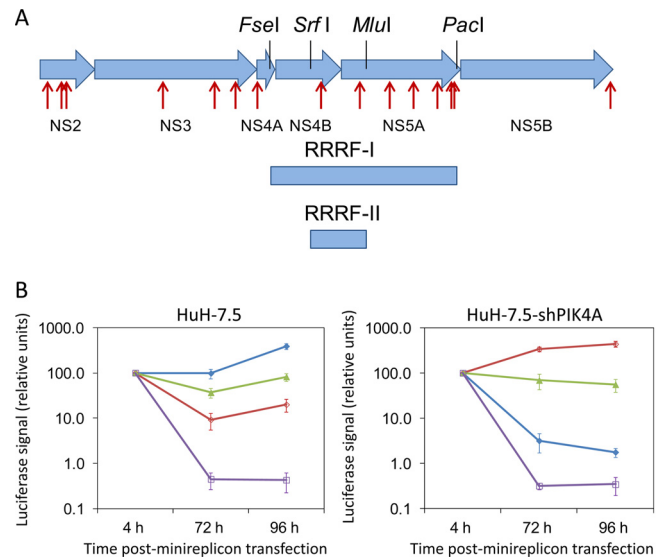 A
FseI Srf I MluI PacI
NS2 NS3 NS4A NS4B NS5A NS5B
RRRF-I
RRRF-II
B
HuH-7.5
Luciferase signal (relative units)
1000.0
100.0
10.0
1.0
0.1
4 h 72 h 96 h
Time post-minireplicon transfection
HuH-7.5-shPIK4A
Luciferase signal (relative units)
1000.0
100.0
10.0
1.0
0.1
4 h 72 h 96 h
Time post-minireplicon transfection